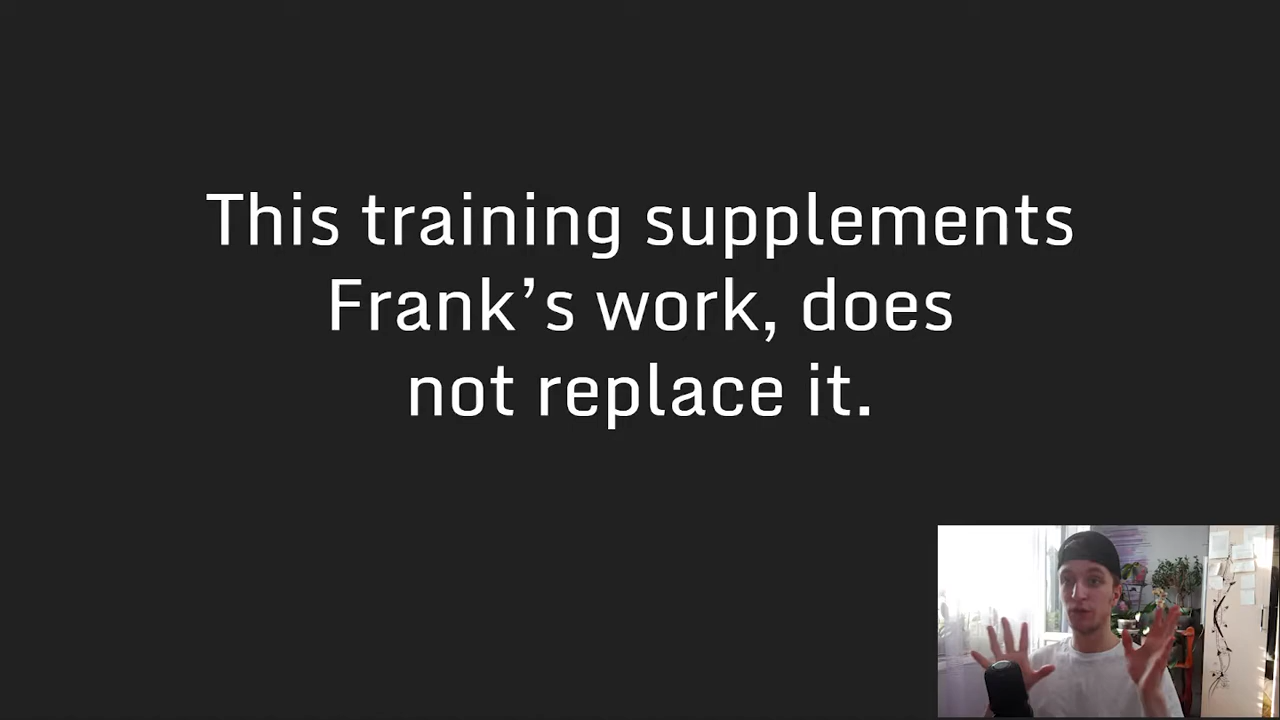 This training supplements
Frank’s work, does
not replace it.